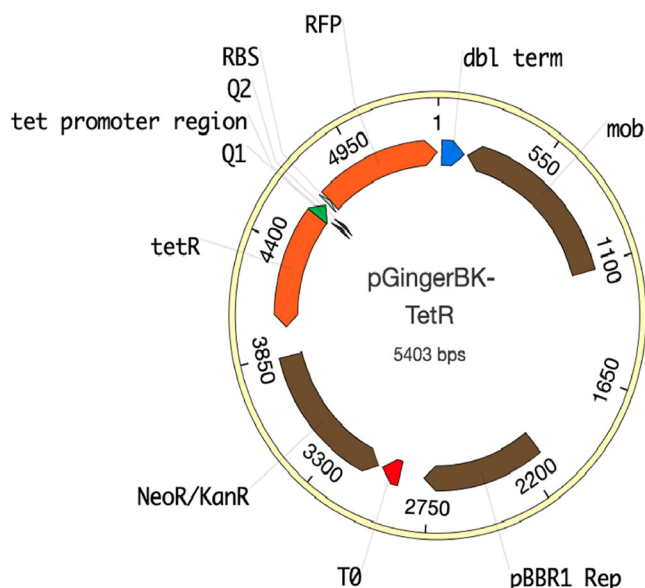 RFP
RBS
Q2
tet promoter region
Q1
tetR
dbl term
mob
1
550
1100
1650
2200
2750
3300
3850
4400
4950
pGingerBK-
TetR
5403 bps
NeoR/KanR
T0
pBBR1 Rep